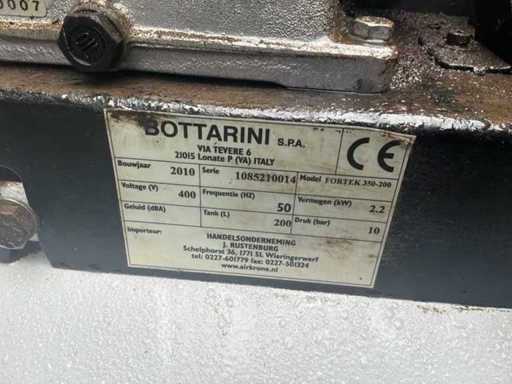 0007
BOTTARINI S.P.A.
VIA TEVERE 6
21015 Lonate P (VA) ITALY
CE
Bouwjaar 2010 Serie 1085210014 Model FORTEK 350-200
Voltage (V) 400 Frequentie (HZ) 50 Vermogen (kW) 2.2
Geluid (dBA) Tank (L) 200 Druk (bar) 10
Importeur: HANDELSONDERNEMING
J. RUSTENBURG
Schelphorst 36, 1771 SL Wieringerwerf
tel: 0227-601779 fax: 0227-501324
www.airkrone.nl